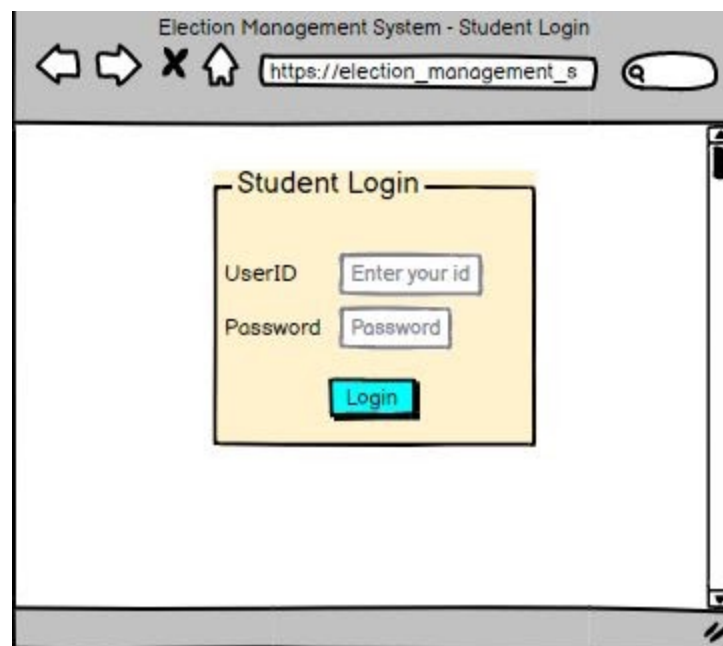 Election Management System - Student Login
https://election_management_s
Student Login
UserID Enter your id
Password Password
Login